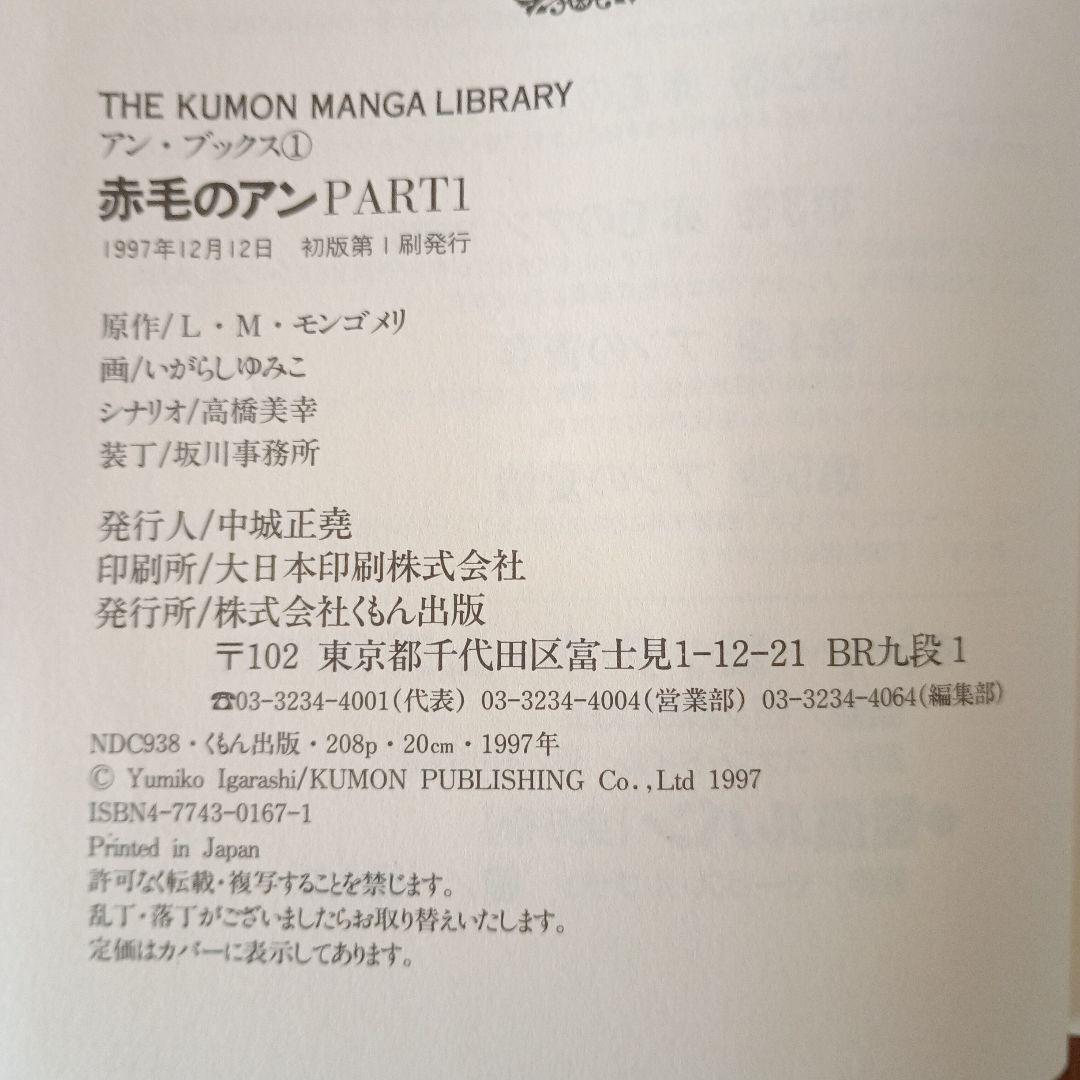 THE KUMON MANGA LIBRARY
アン・ブックス①
赤毛のアンPART1
1997年12月12日　初版第1刷発行
原作/L・M・モンゴメリ
画/いがらしゆみこ
シナリオ/高橋美幸
装丁/坂川事務所
発行人/中城正堯
印刷所/大日本印刷株式会社
発行所/株式会社くもん出版
〒102 東京都千代田区富士見1-12-21 BR九段1
☎03-3234-4001(代表) 03-3234-4004(営業部) 03-3234-4064(編集部)
NDC938・くもん出版・208p・20cm・1997年
© Yumiko Igarashi/KUMON PUBLISHING Co.,Ltd 1997
ISBN4-7743-0167-1
Printed in Japan
許可なく転載・複写することを禁じます。
乱丁・落丁がございましたらお取り替えいたします。
定価はカバーに表示してあります。